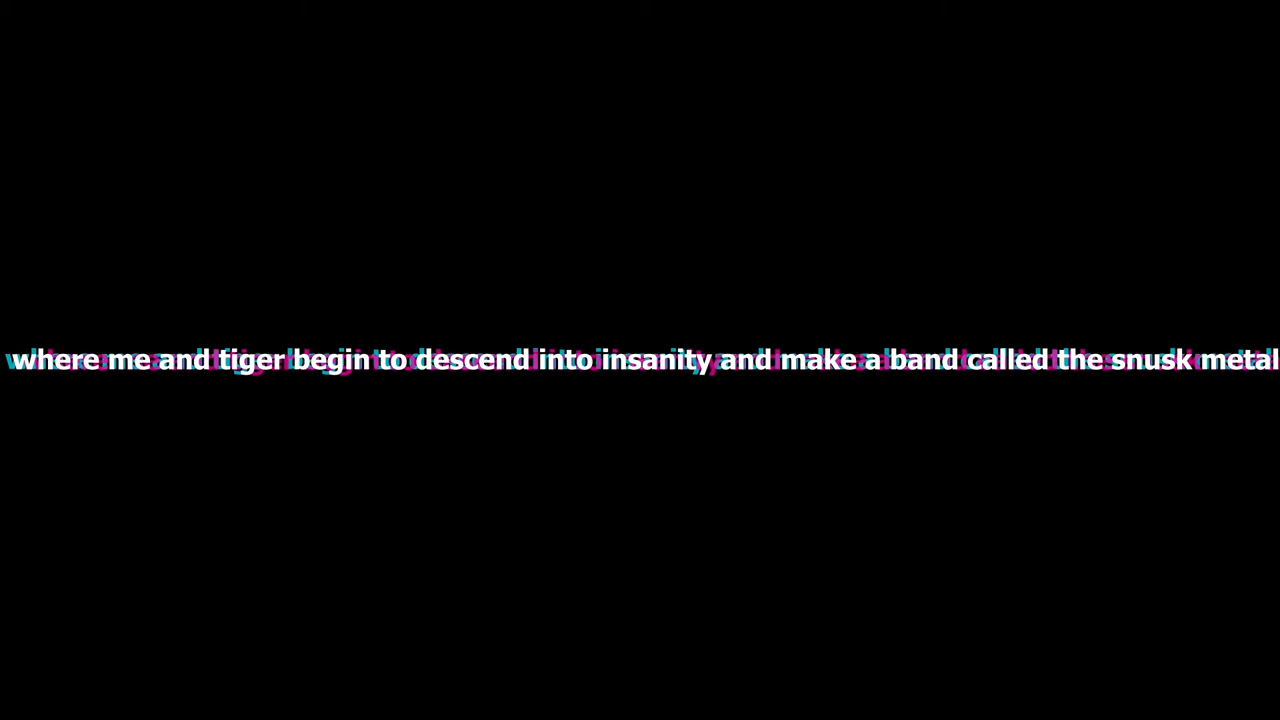 where me and tiger begin to descend into insanity and make a band called the snusk metal